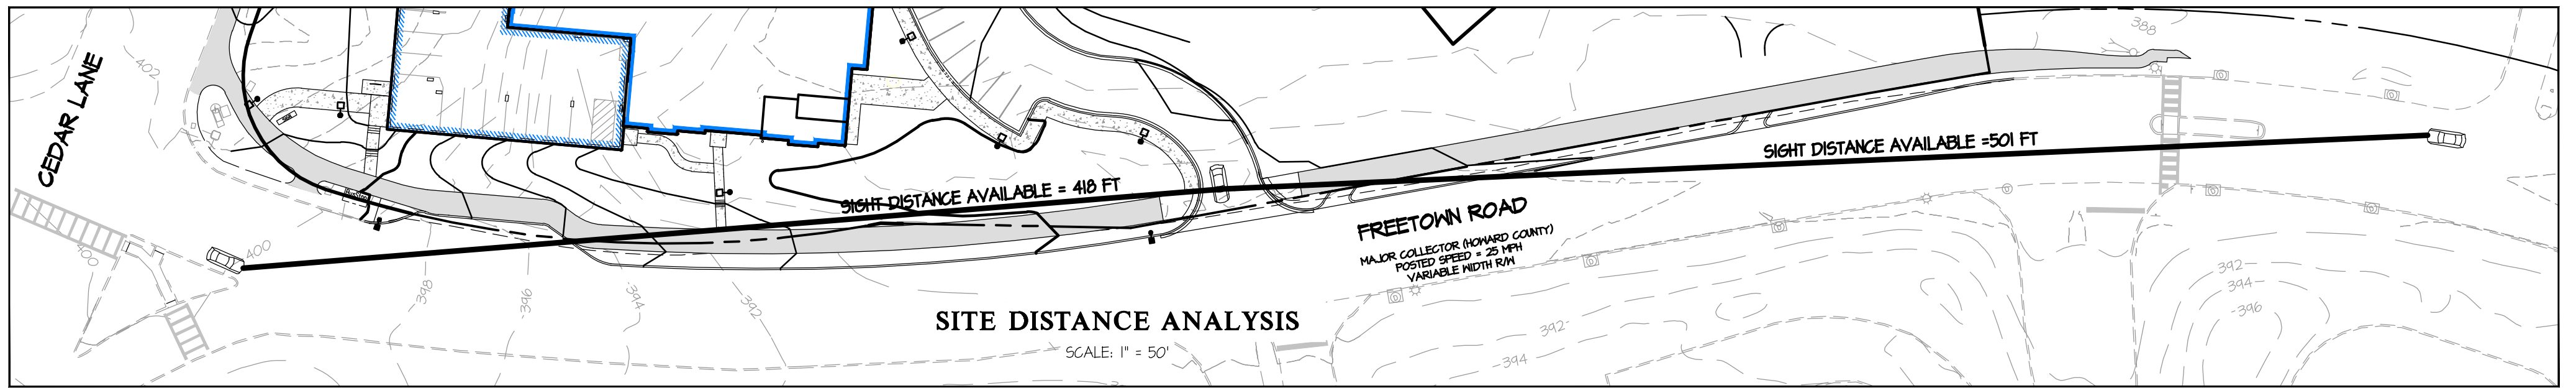 CEDAR LANE
402
400
400
398
396
394
392
SIGHT DISTANCE AVAILABLE = 418 FT
SIGHT DISTANCE AVAILABLE =501 FT
388
FREETOWN ROAD
MAJOR COLLECTOR (HOWARD COUNTY)
POSTED SPEED = 25 MPH
VARIABLE WIDTH R/W
SITE DISTANCE ANALYSIS
SCALE: 1" = 50'
392
394
392
394
396